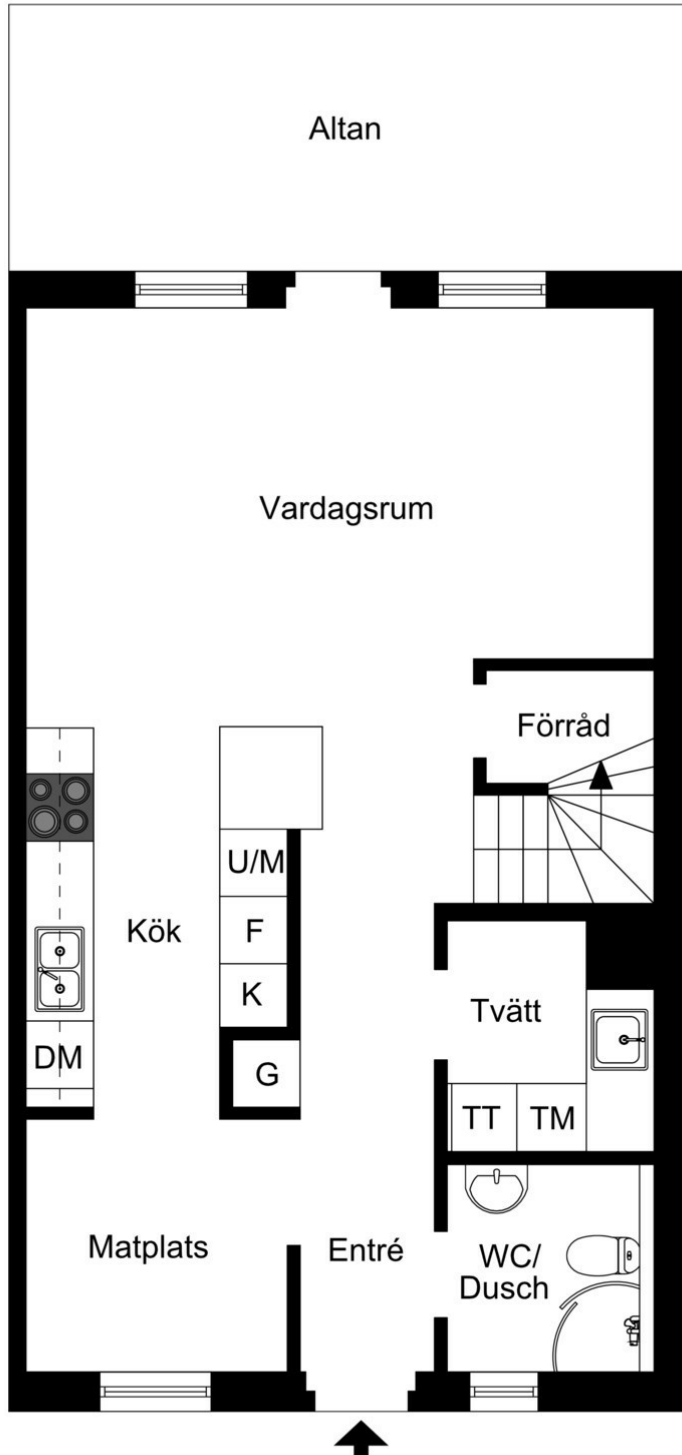 Altan
Vardagsrum
Förråd
U/M
Kök
F
K
Tvätt
DM
G
TT
TM
Matplats
Entré
WC/
Dusch